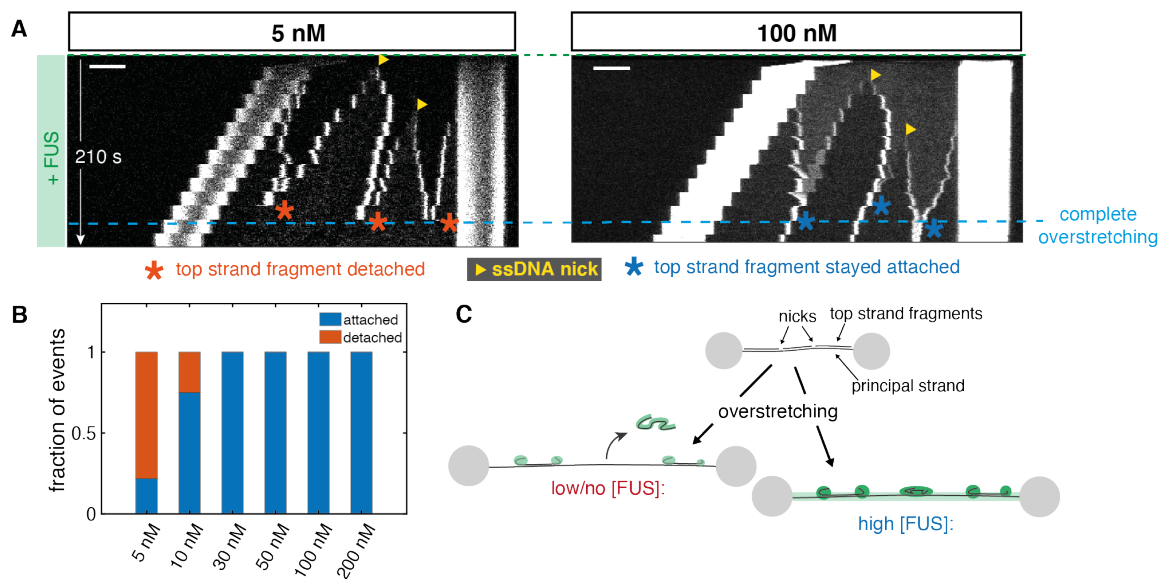 A
5 nM
100 nM
+ FUS
210 s
complete
overstretching
top strand fragment detached
ssDNA nick
top strand fragment stayed attached
B
attached
detached
fraction of events
1
0.5
0
5 nM
10 nM
30 nM
50 nM
100 nM
200 nM
C
nicks
top strand fragments
principal strand
overstretching
low/no [FUS]:
high [FUS]: